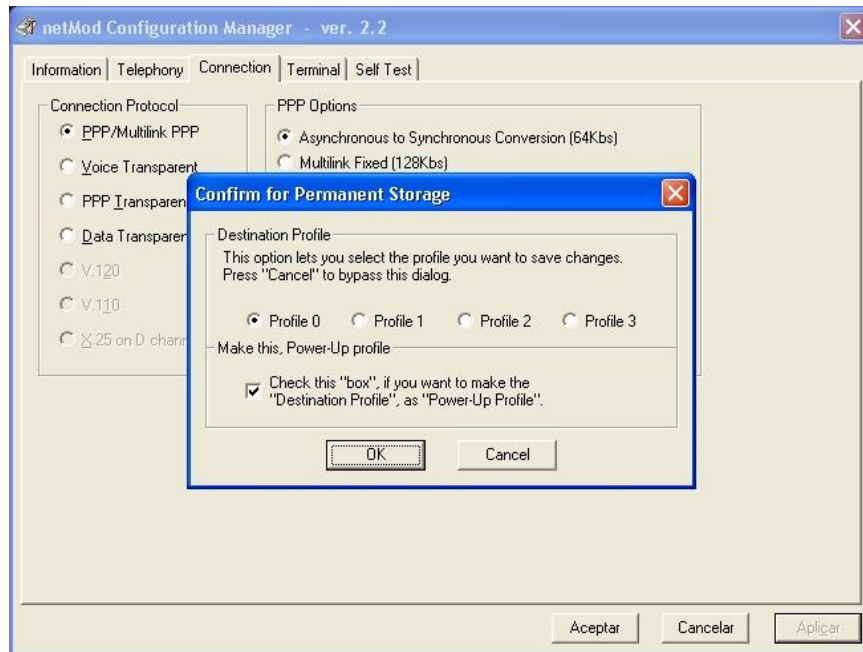 netMod Configuration Manager - ver. 2.2
Information Telephony Connection Terminal Self Test
Connection Protocol
PPP/Multilink PPP
Voice Transparent
PPP Transparen
Data Transparer
V.120
V.110
X.25 on D chann
PPP Options
Asynchronous to Synchronous Conversion (64Kbs)
Multilink Fixed (128Kbs)
Confirm for Permanent Storage
Destination Profile
This option lets you select the profile you want to save changes.
Press "Cancel" to bypass this dialog.
Profile 0 Profile 1 Profile 2 Profile 3
Make this, Power-Up profile
Check this "box", if you want to make the
"Destination Profile", as "Power-Up Profile".
OK Cancel
Aceptar Cancelar Aplicar